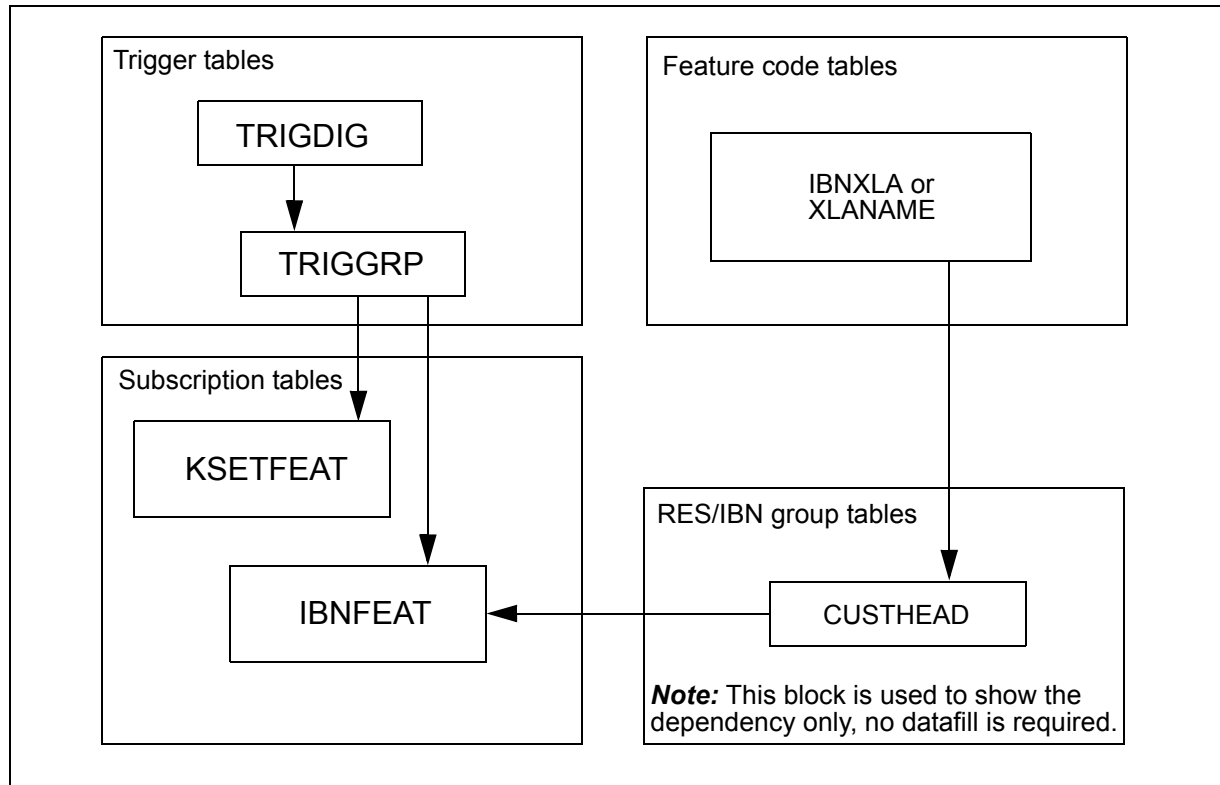 Trigger tables
TRIGDIG
TRIGGRP
Feature code tables
IBNXLA or
XLANAME
Subscription tables
KSETFEAT
IBNFEAT
RES/IBN group tables
CUSTHEAD
Note: This block is used to show the
dependency only, no datafill is required.